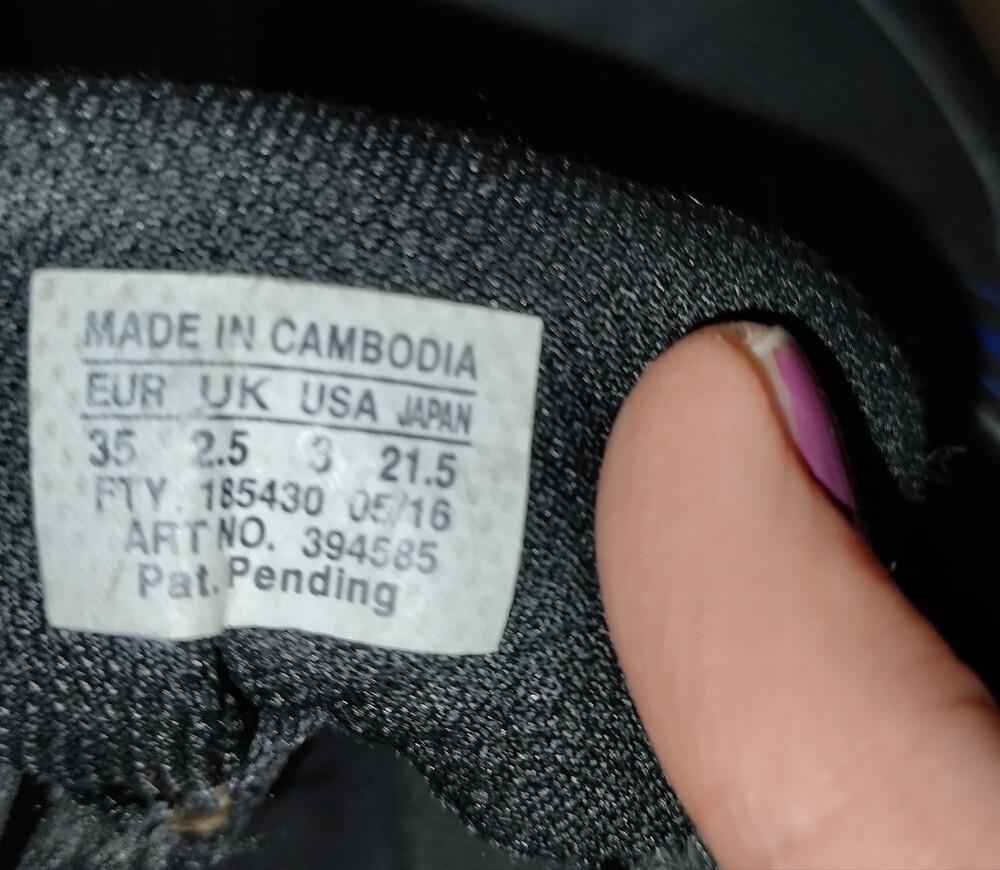 MADE IN CAMBODIA
EUR UK USA JAPAN
35 2.5 3 21.5
FTY. 185430 05/16
ART NO. 394585
Pat. Pending